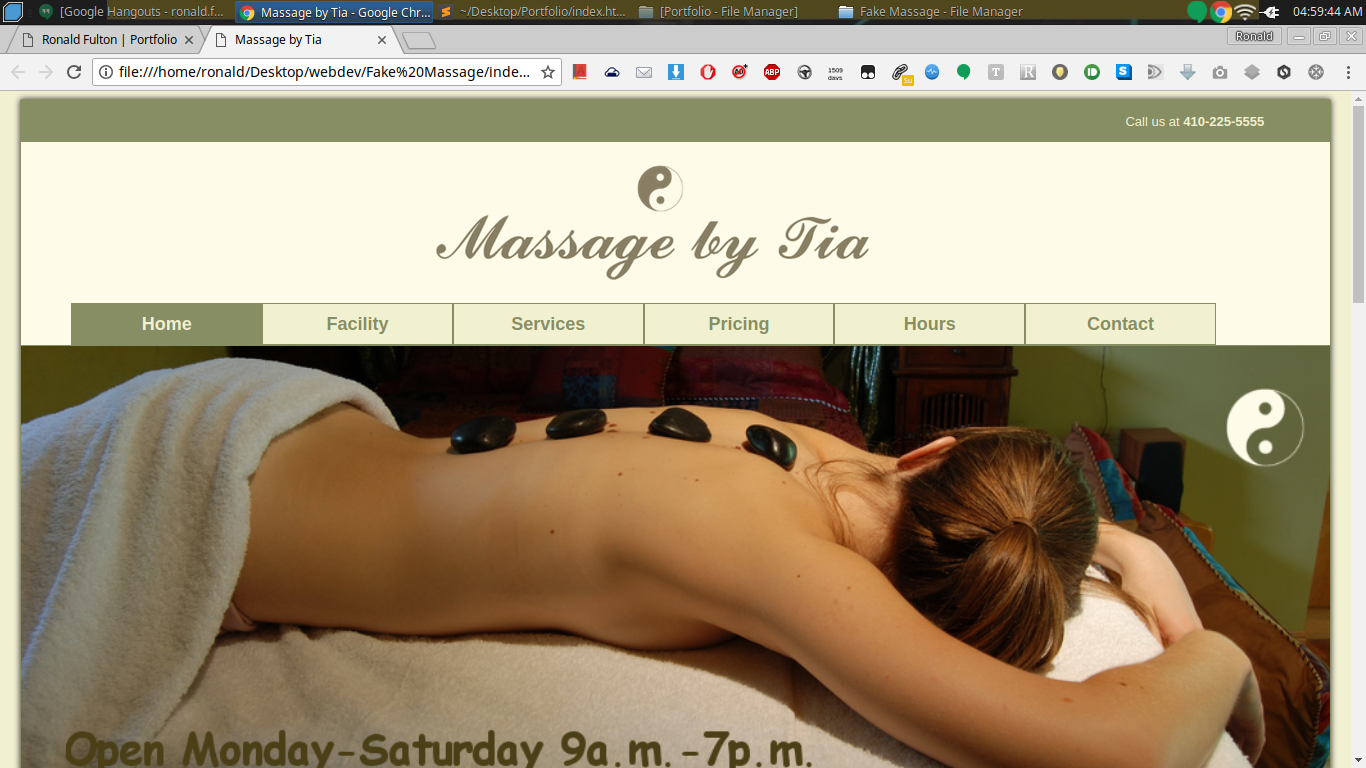 [Google Hangouts - ronald.f...
Massage by Tia - Google Chr...
~/Desktop/Portfolio/index.ht...
[Portfolio - File Manager]
Fake Massage - File Manager
04:59:44 AM
Ronald Fulton | Portfolio
Massage by Tia
Ronald
file:///home/ronald/Desktop/webdev/Fake%20Massage/inde...
ABP
1509
days
Su
T
R
S
Call us at 410-225-5555
Massage by Tia
Home
Facility
Services
Pricing
Hours
Contact
Open Monday-Saturday 9a.m.-7p.m.